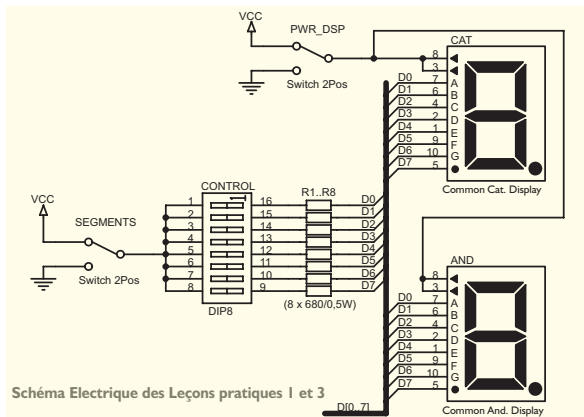 VCC
PWR_DSP
Switch 2Pos
CAT
8
3
D0 7 A
D1 6 B
D2 4 C
D3 2 D
D4 1 E
D5 9 F
D6 10 G
D7 5
Common Cat. Display
VCC
SEGMENTS
Switch 2Pos
CONTROL
R1..R8
1 16 D0
2 15 D1
3 14 D2
4 13 D3
5 12 D4
6 11 D5
7 10 D6
8 9 D7
DIP8
(8 x 680/0,5W)
AND
8
3
D0 7 A
D1 6 B
D2 4 C
D3 2 D
D4 1 E
D5 9 F
D6 10 G
D7 5
Common And. Display
Schéma Electrique des Leçons pratiques 1 et 3
D[0..7]